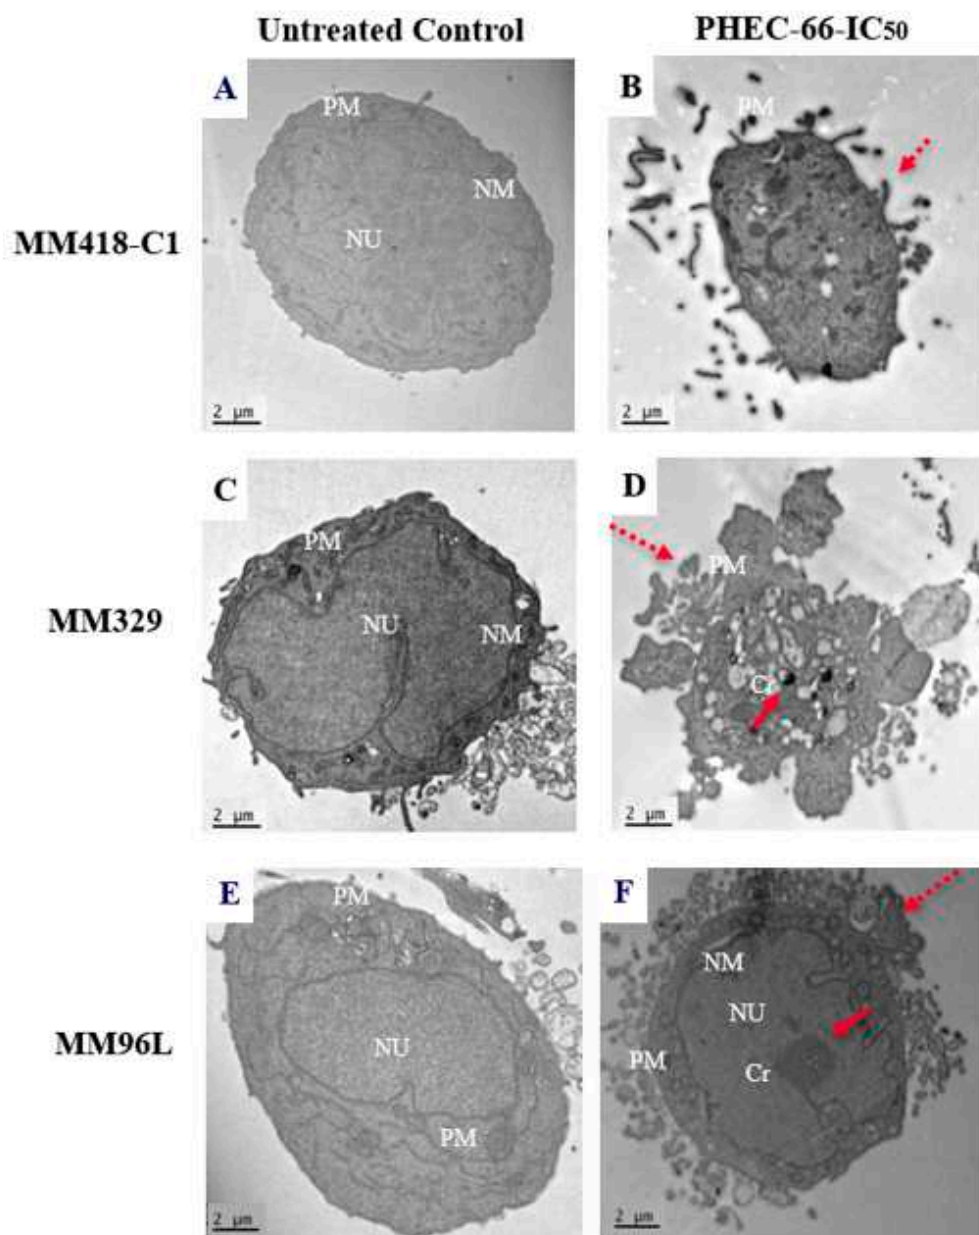 Untreated Control
PHEC-66-IC50
A
PM
NM
NU
2 μm
B
PM
2 μm
MM418-C1
C
PM
NU
NM
2 μm
D
PM
Cr
2 μm
MM329
E
PM
NU
PM
2 μm
F
NM
NU
PM
Cr
2 μm
MM96L